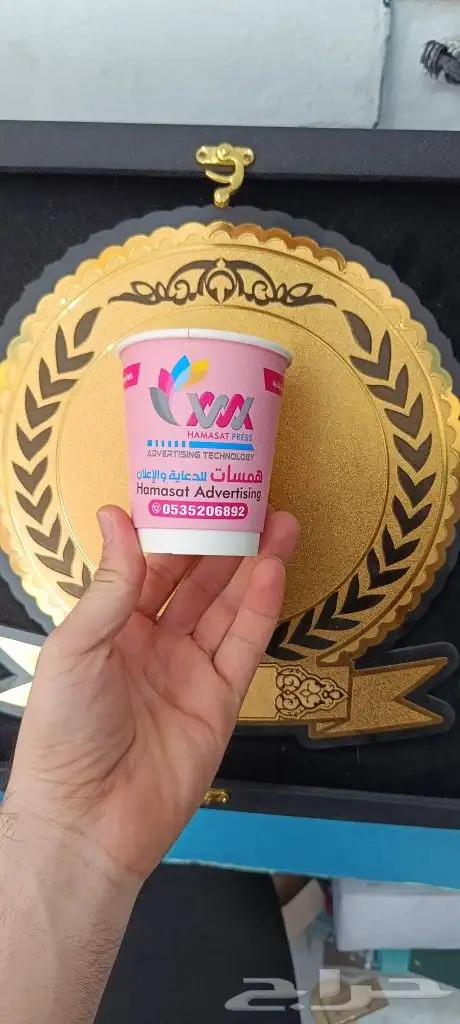 HAMASAT PRESS
ADVERTISING TECHNOLOGY
همسات للدعاية والإعلان
Hamasat Advertising
0535206892
حراج